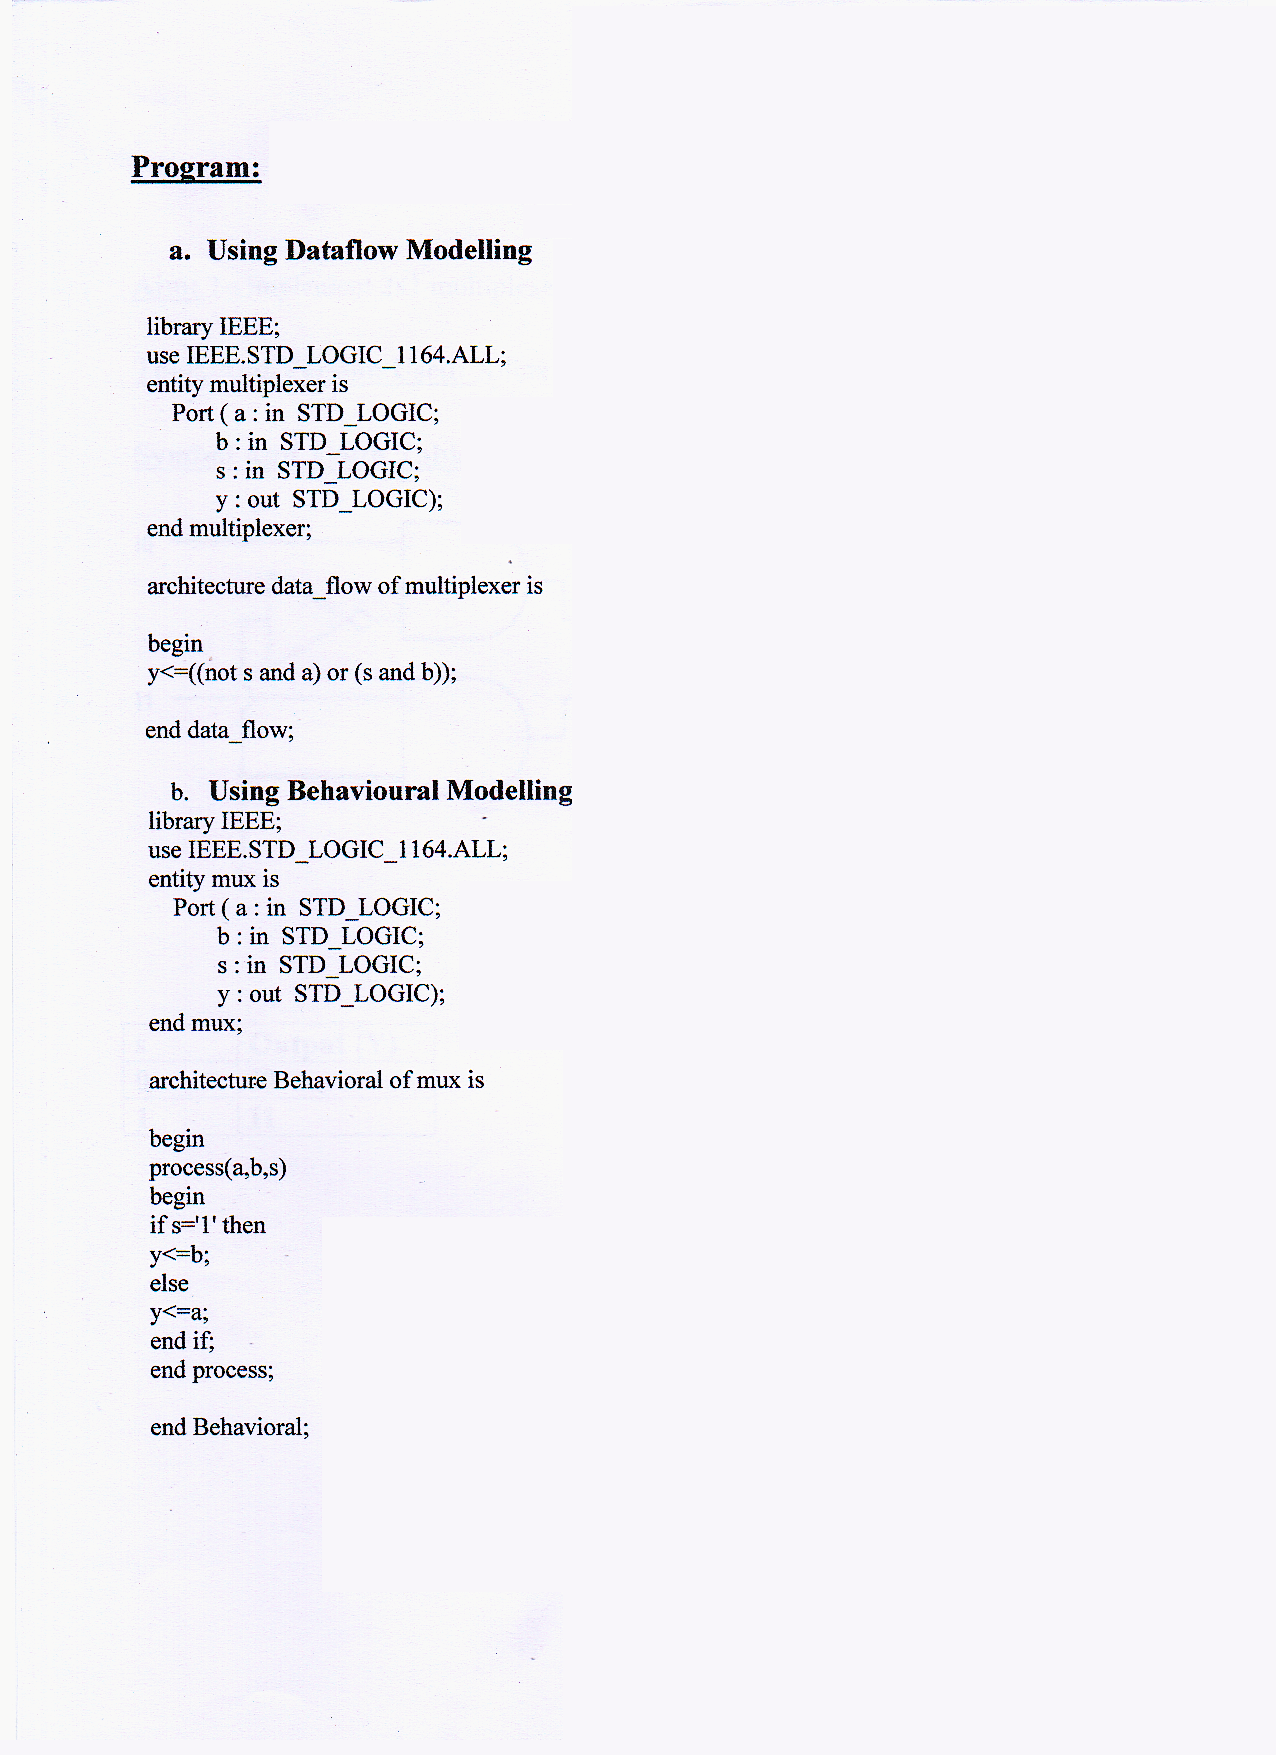 Program:
a. Using Dataflow Modelling
library IEEE;
use IEEE.STD_LOGIC_1164.ALL;
entity multiplexer is
Port ( a : in STD_LOGIC;
b : in STD_LOGIC;
s : in STD_LOGIC;
y : out STD_LOGIC);
end multiplexer;
architecture data_flow of multiplexer is
begin
y<=((not s and a) or (s and b));
end data_flow;
b. Using Behavioural Modelling
library IEEE;
use IEEE.STD_LOGIC_1164.ALL;
entity mux is
Port ( a : in STD_LOGIC;
b : in STD_LOGIC;
s : in STD_LOGIC;
y : out STD_LOGIC);
end mux;
architecture Behavioral of mux is
begin
process(a,b,s)
begin
if s='1' then
y<=b;
else
y<=a;
end if;
end process;
end Behavioral;